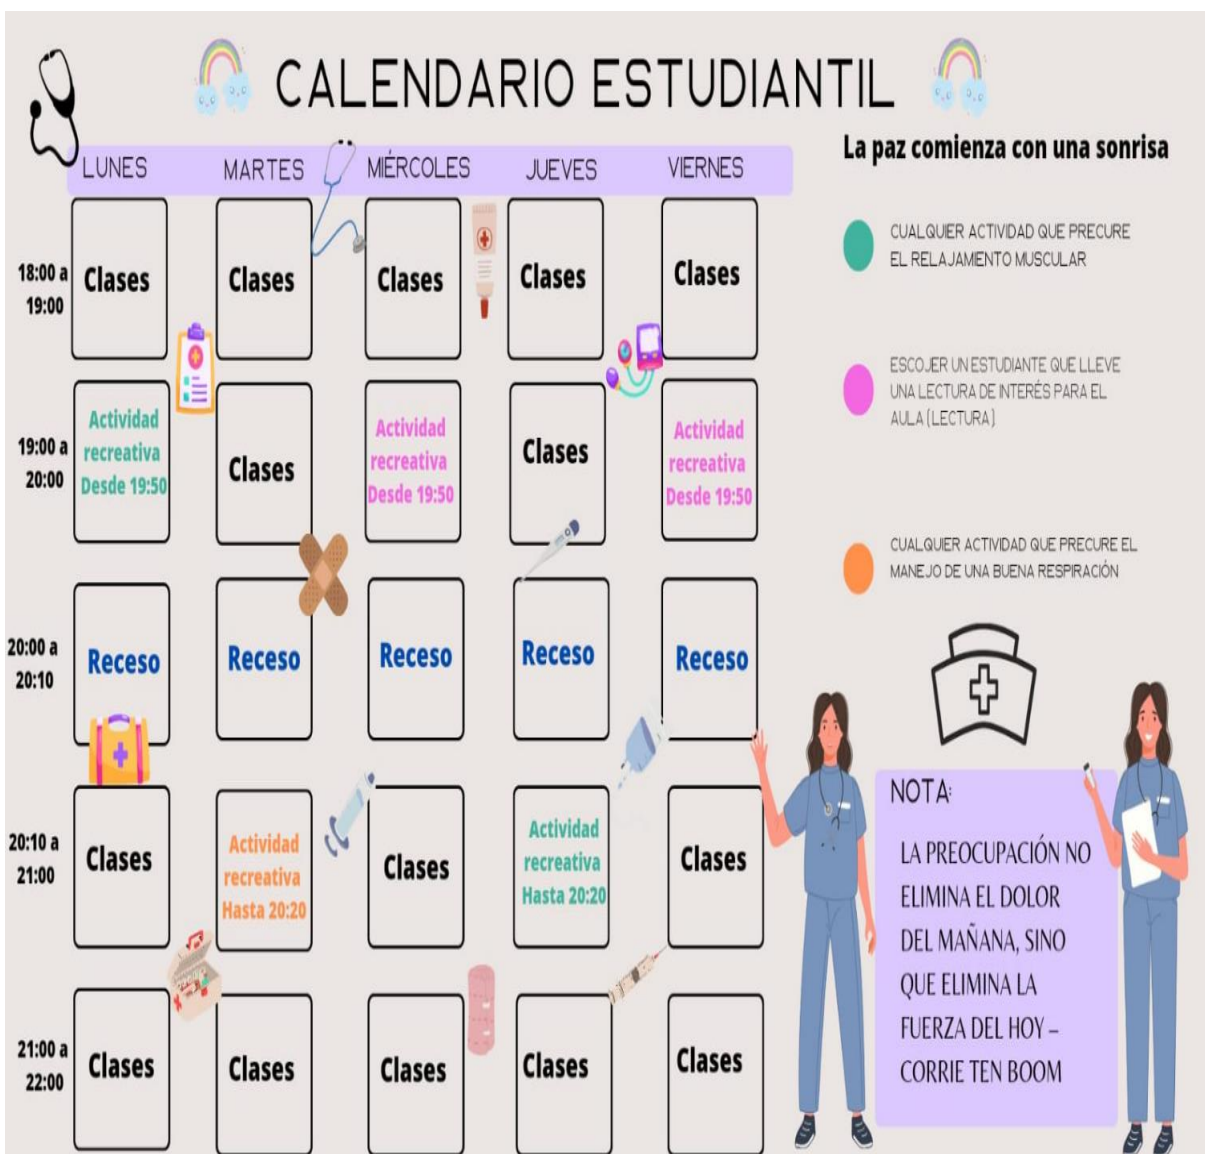 CALENDARIO ESTUDIANTIL
La paz comienza con una sonrisa
LUNES MARTES MIÉRCOLES JUEVES VIERNES
18:00 a
19:00
Clases
Clases
Clases
Clases
Clases
19:00 a
20:00
Actividad
recreativa
Desde 19:50
Clases
Actividad
recreativa
Desde 19:50
Clases
Actividad
recreativa
Desde 19:50
20:00 a
20:10
Receso
Receso
Receso
Receso
Receso
20:10 a
21:00
Clases
Actividad
recreativa
Hasta 20:20
Clases
Actividad
recreativa
Hasta 20:20
Clases
21:00 a
22:00
Clases
Clases
Clases
Clases
Clases
CUALQUIER ACTIVIDAD QUE PRECURE
EL RELAJAMIENTO MUSCULAR
ESCOJER UN ESTUDIANTE QUE LLEVE
UNA LECTURA DE INTERÉS PARA EL
AULA (LECTURA)
CUALQUIER ACTIVIDAD QUE PRECURE EL
MANEJO DE UNA BUENA RESPIRACIÓN
NOTA:
LA PREOCUPACIÓN NO
ELIMINA EL DOLOR
DEL MAÑANA, SINO
QUE ELIMINA LA
FUERZA DEL HOY –
CORRIE TEN BOOM